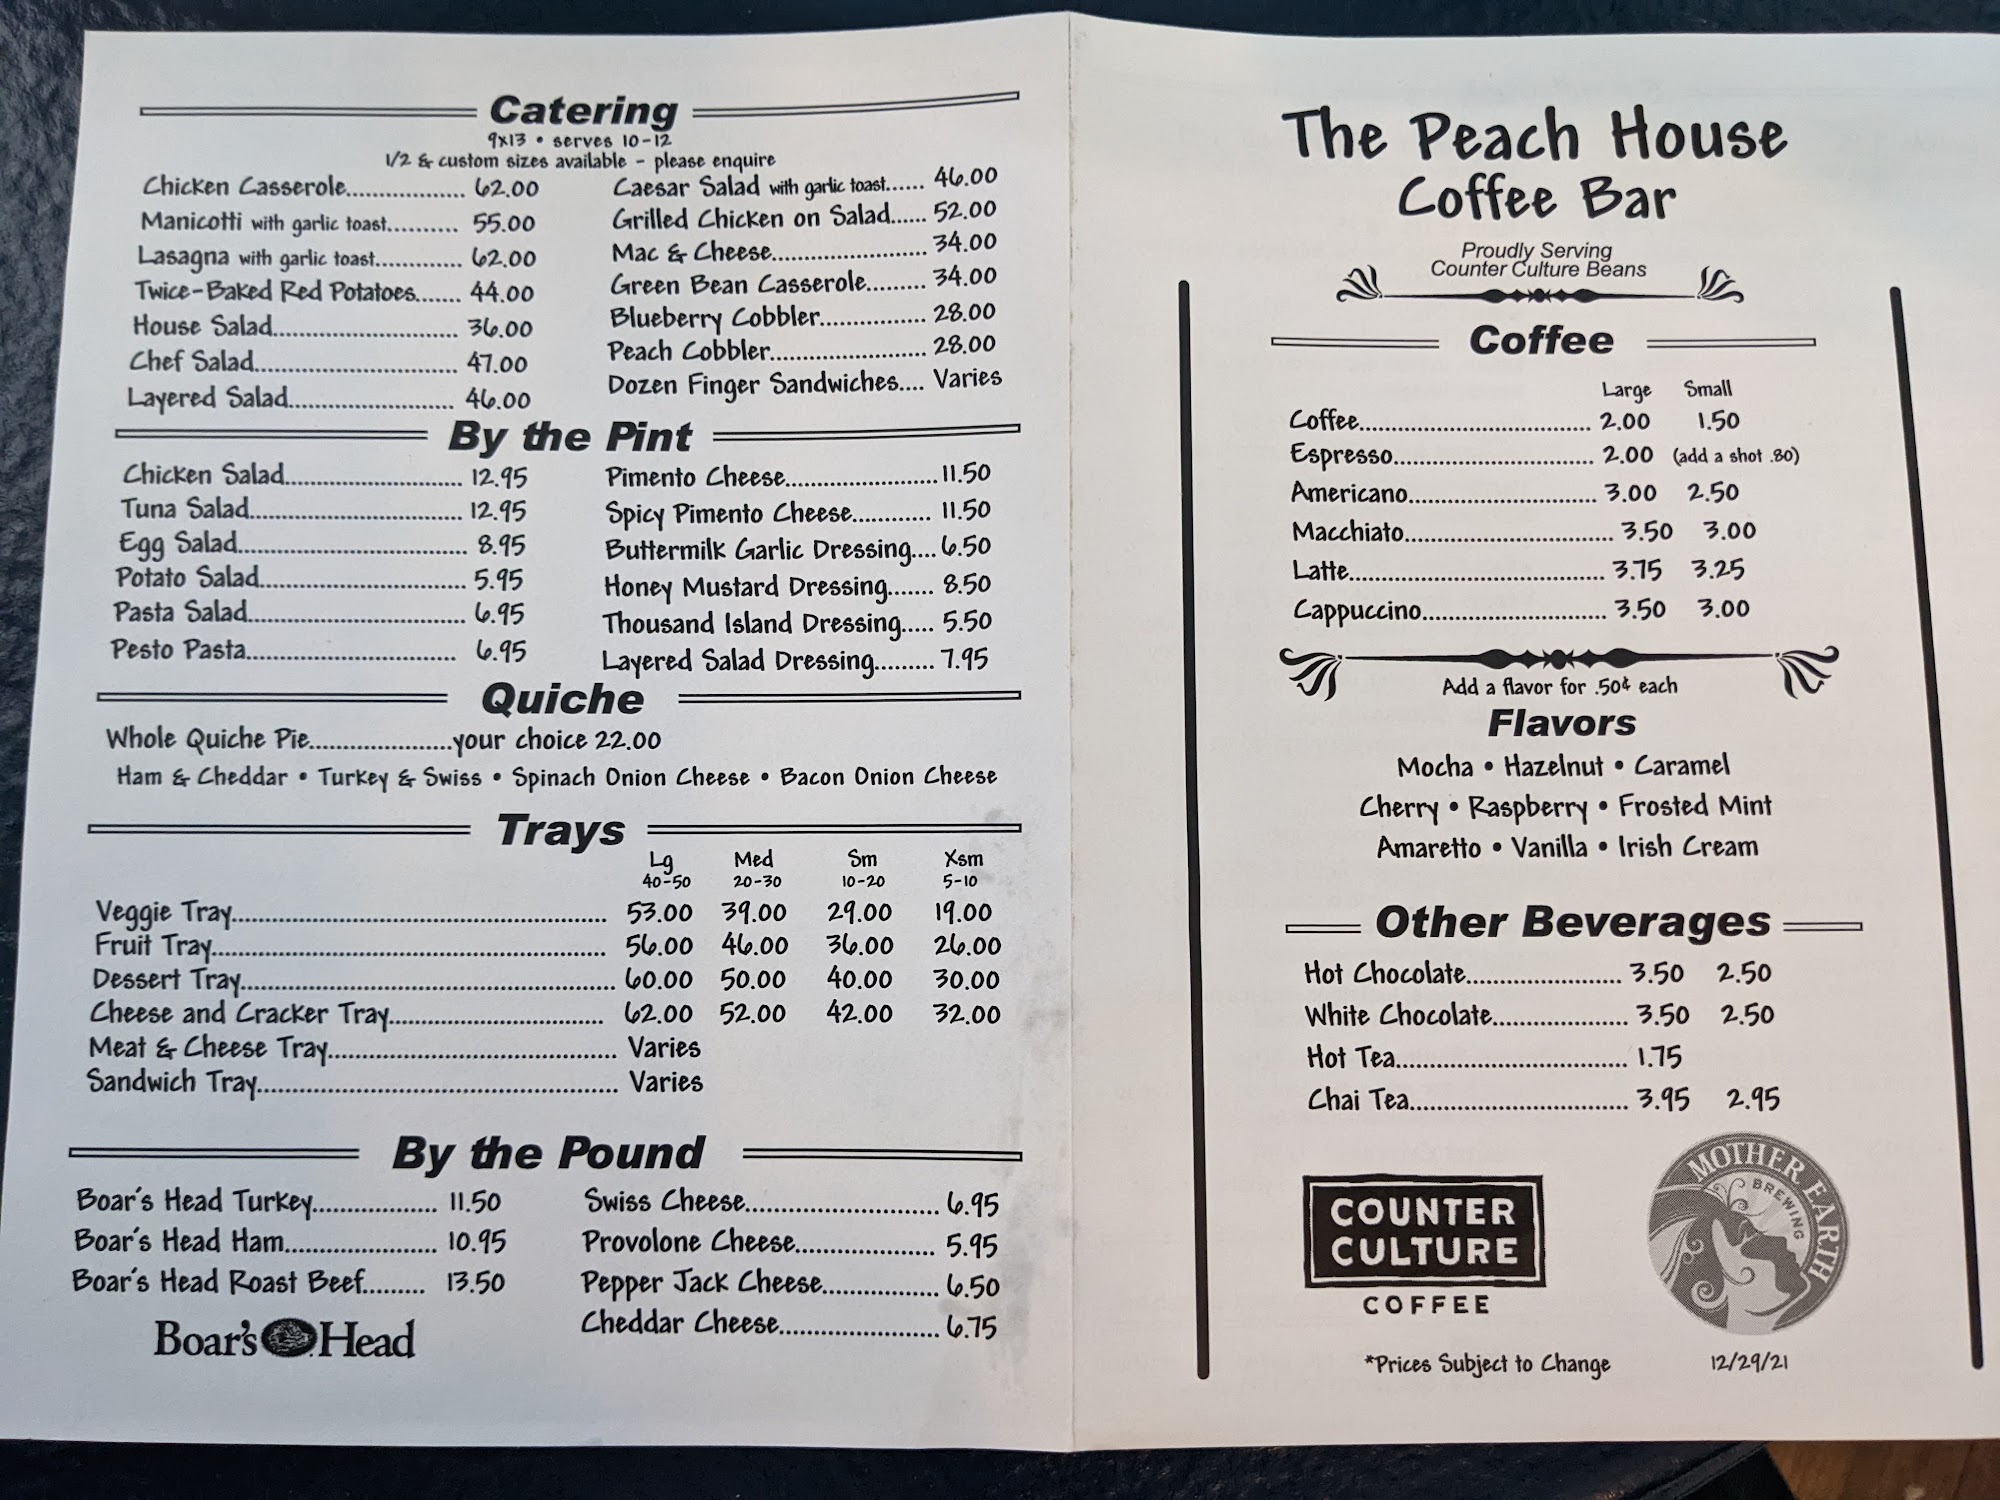 Catering
9x13 • serves 10-12
1/2 & custom sizes available - please enquire
Chicken Casserole................. 62.00
Manicotti with garlic toast.......... 55.00
Lasagna with garlic toast............ 62.00
Twice-Baked Red Potatoes....... 44.00
House Salad........................... 36.00
Chef Salad............................. 47.00
Layered Salad........................ 46.00
Caesar Salad with garlic toast...... 46.00
Grilled Chicken on Salad...... 52.00
Mac & Cheese...................... 34.00
Green Bean Casserole......... 34.00
Blueberry Cobbler................ 28.00
Peach Cobbler...................... 28.00
Dozen Finger Sandwiches.... Varies
By the Pint
Chicken Salad......................... 12.95
Tuna Salad.............................. 12.95
Egg Salad................................. 8.95
Potato Salad............................. 5.95
Pasta Salad............................... 6.95
Pesto Pasta.............................. 6.95
Pimento Cheese......................11.50
Spicy Pimento Cheese............ 11.50
Buttermilk Garlic Dressing....6.50
Honey Mustard Dressing....... 8.50
Thousand Island Dressing..... 5.50
Layered Salad Dressing......... 7.95
Quiche
Whole Quiche Pie.....................your choice 22.00
Ham & Cheddar • Turkey & Swiss • Spinach Onion Cheese • Bacon Onion Cheese
Trays
Lg Med Sm Xsm
40-50 20-30 10-20 5-10
Veggie Tray...................................................... 53.00 39.00 29.00 19.00
Fruit Tray......................................................... 56.00 46.00 36.00 26.00
Dessert Tray..................................................... 60.00 50.00 40.00 30.00
Cheese and Cracker Tray............................... 62.00 52.00 42.00 32.00
Meat & Cheese Tray......................................... Varies
Sandwich Tray................................................... Varies
By the Pound
Boar's Head Turkey................. 11.50
Boar's Head Ham..................... 10.95
Boar's Head Roast Beef......... 13.50
Boar's Head
Swiss Cheese........................... 6.95
Provolone Cheese................... 5.95
Pepper Jack Cheese................ 6.50
Cheddar Cheese....................... 6.75
The Peach House
Coffee Bar
Proudly Serving
Counter Culture Beans
Coffee
Large Small
Coffee................................. 2.00 1.50
Espresso............................. 2.00 (add a shot .80)
Americano........................... 3.00 2.50
Macchiato............................... 3.50 3.00
Latte..................................... 3.75 3.25
Cappuccino.......................... 3.50 3.00
Add a flavor for .50¢ each
Flavors
Mocha • Hazelnut • Caramel
Cherry • Raspberry • Frosted Mint
Amaretto • Vanilla • Irish Cream
Other Beverages
Hot Chocolate....................... 3.50 2.50
White Chocolate.................... 3.50 2.50
Hot Tea.................................. 1.75
Chai Tea................................ 3.95 2.95
COUNTER
CULTURE
COFFEE
MOTHER EARTH
BREWING
*Prices Subject to Change 12/29/21